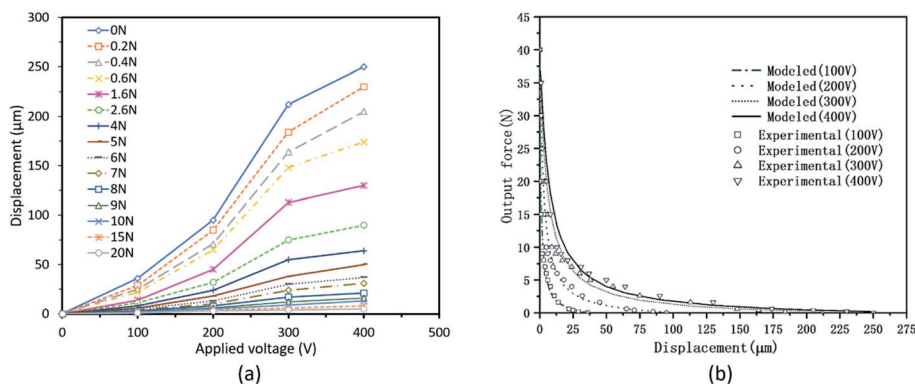 (a)
300
250
200
150
100
50
0
0 100 200 300 400 500
Displacement (μm)
Applied voltage (V)
0N
0.2N
0.4N
0.6N
1.6N
2.6N
4N
5N
6N
7N
8N
9N
10N
15N
20N
(a)
(b)
45
40
35
30
25
20
15
10
5
0
0 25 50 75 100 125 150 175 200 225 250 275
Output force(N)
Displacement(μm)
Modeled(100V)
Modeled(200V)
Modeled(300V)
Modeled(400V)
Experimental(100V)
Experimental(200V)
Experimental(300V)
Experimental(400V)
(b)